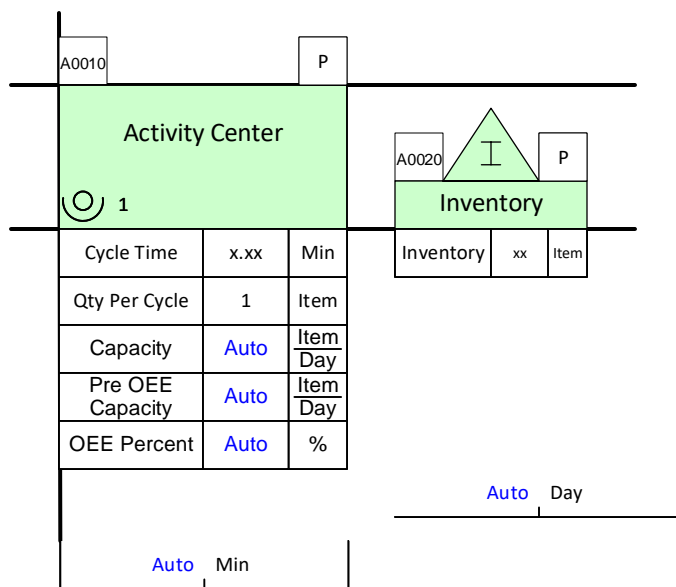 A0010
P
Activity Center
1
Cycle Time x.xx Min
Qty Per Cycle 1 Item
Capacity Auto Item
Day
Pre OEE
Capacity Auto Item
Day
OEE Percent Auto %
Auto Min
A0020
I
P
Inventory
Inventory xx Item
Auto Day